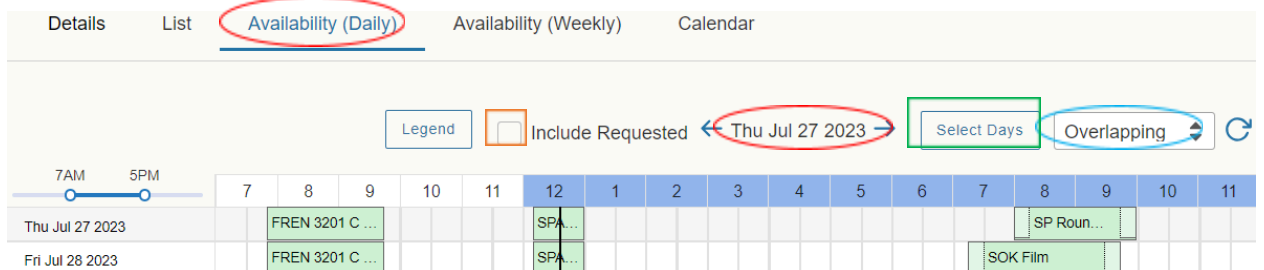 Details List Availability (Daily) Availability (Weekly) Calendar
Legend Include Requested Thu Jul 27 2023 Select Days Overlapping
7AM 5PM
7 8 9 10 11 12 1 2 3 4 5 6 7 8 9 10 11
Thu Jul 27 2023 FREN 3201 C ... SPA... SP Roun...
Fri Jul 28 2023 FREN 3201 C ... SPA... SOK Film